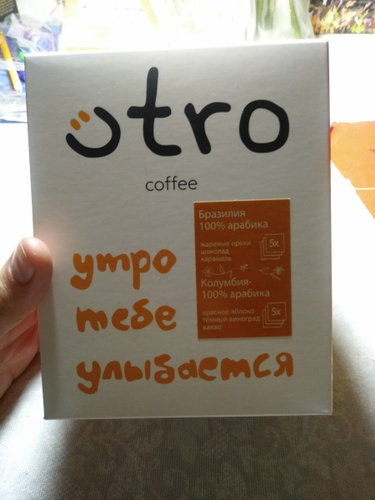 utro
coffee
Бразилия
100% арабика
жареные орехи
шоколад
карамель
5x
Колумбия-
100% арабика
красное яблоко
тёмный виноград
какао
5x
утро
тебе
улыбается